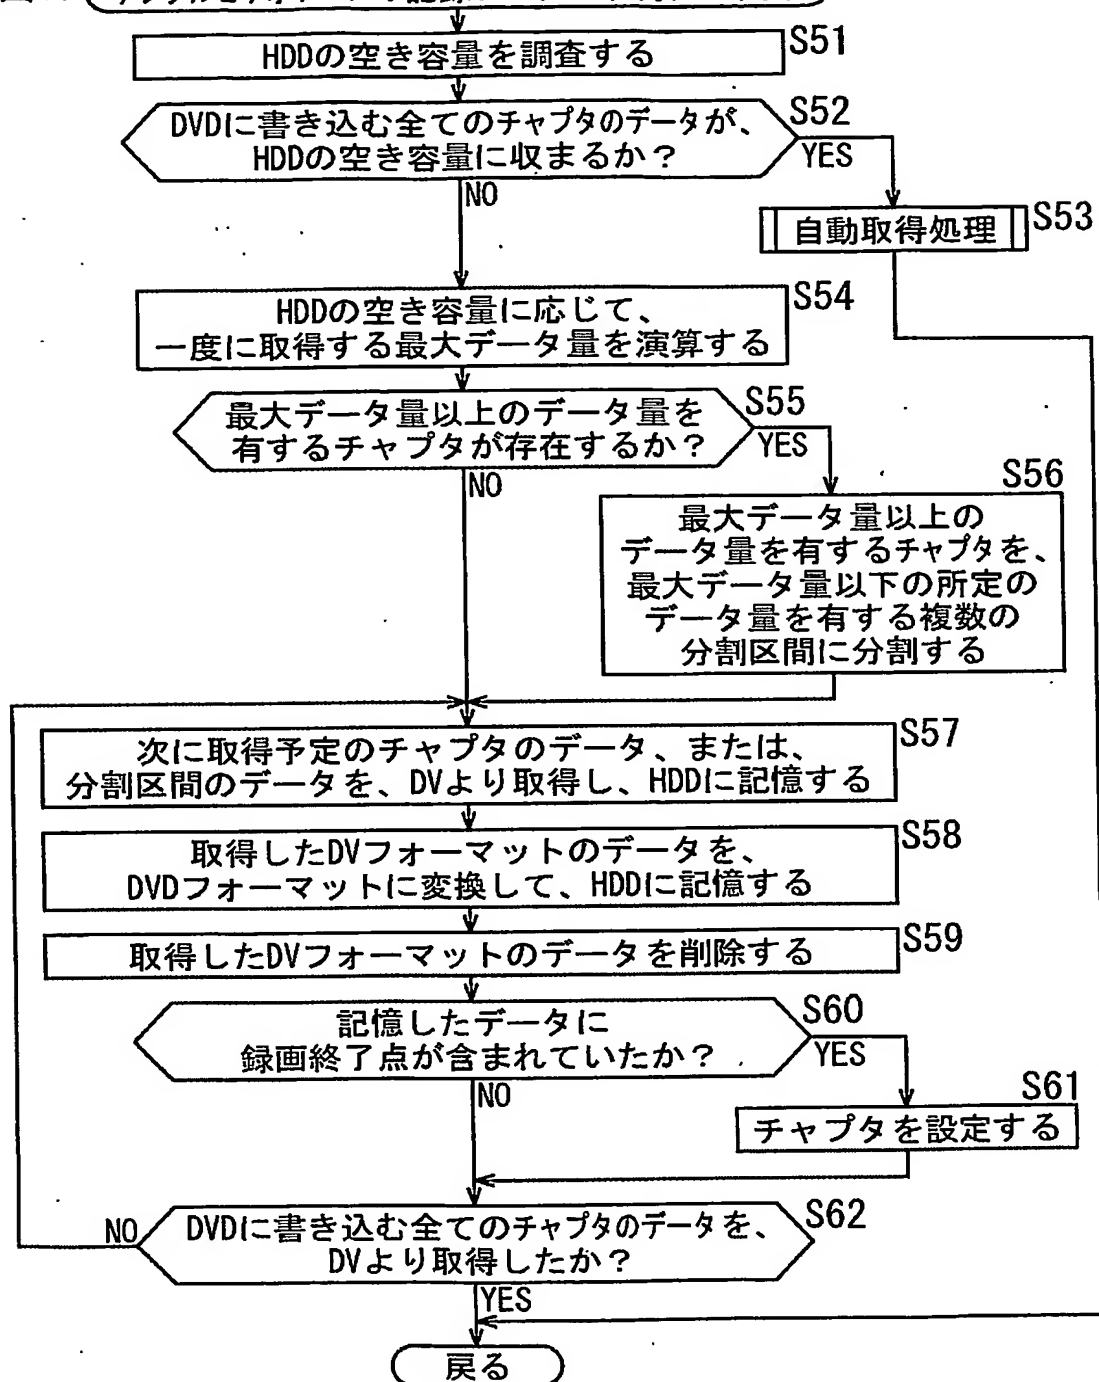 HDDの空き容量を調査する
S51
DVDに書き込む全てのチャプタのデータが、
HDDの空き容量に収まるか？
S52
YES
NO
自動取得処理
S53
HDDの空き容量に応じて、
一度に取得する最大データ量を演算する
S54
最大データ量以上のデータ量を
有するチャプタが存在するか？
S55
YES
NO
S56
最大データ量以上の
データ量を有するチャプタを、
最大データ量以下の所定の
データ量を有する複数の
分割区間に分割する
次に取得予定のチャプタのデータ、または、
分割区間のデータを、DVより取得し、HDDに記憶する
S57
取得したDVフォーマットのデータを、
DVDフォーマットに変換して、HDDに記憶する
S58
取得したDVフォーマットのデータを削除する
S59
記憶したデータに
録画終了点が含まれていたか？
S60
YES
NO
S61
チャプタを設定する
DVDに書き込む全てのチャプタのデータを、
DVより取得したか？
S62
NO
YES
戻る